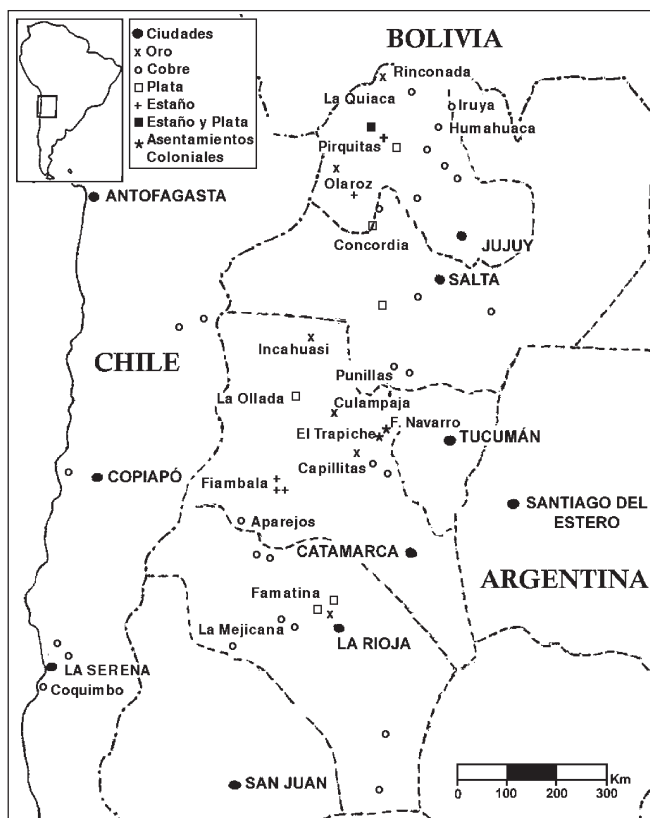 Ciudades
x Oro
Cobre
Plata
+ Estaño
Estaño y Plata
* Asentamientos
Coloniales
BOLIVIA
Rinconada
La Quiaca
Iruya
Humahuaca
Pirquitas
Olaroz
ANTOFAGASTA
Concordia
JUJUY
SALTA
Incahuasi
CHILE
Punillas
La Ollada
Culampaja
F. Navarro
El Trapiche
TUCUMÁN
Capillitas
COPIAPÓ
Fiambala
SANTIAGO DEL
ESTERO
Aparejos
CATAMARCA
ARGENTINA
Famatina
La Mejicana
LA RIOJA
LA SERENA
Coquimbo
SAN JUAN
Km
0 100 200 300